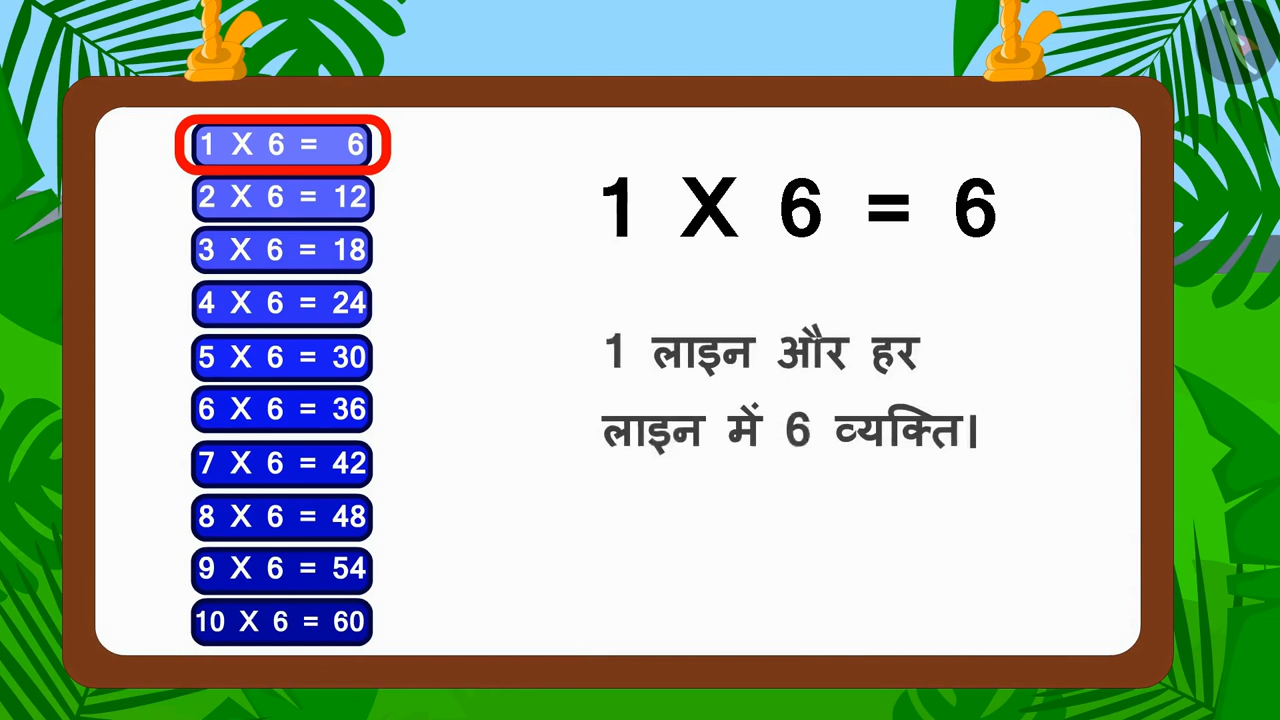 1 X 6 = 6
2 X 6 = 12
3 X 6 = 18
4 X 6 = 24
5 X 6 = 30
6 X 6 = 36
7 X 6 = 42
8 X 6 = 48
9 X 6 = 54
10 X 6 = 60
1 X 6 = 6
1 लाइन और हर
लाइन में 6 व्यक्ति।